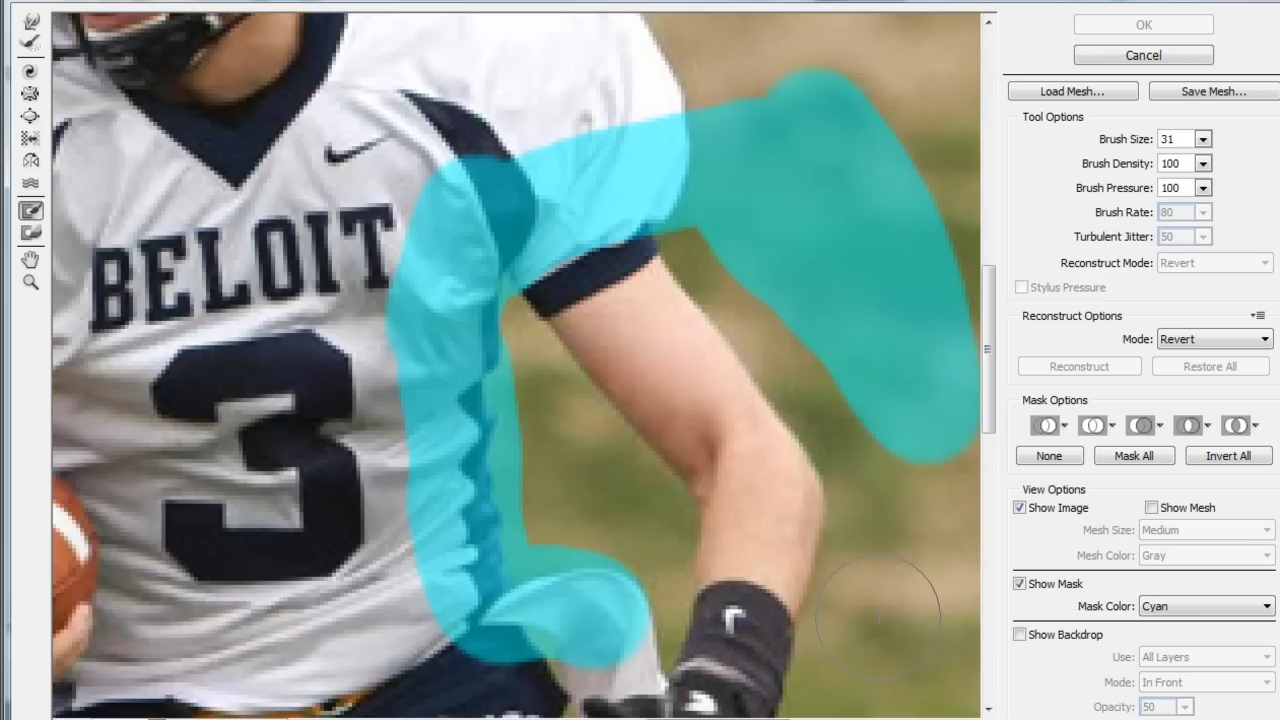 OK
Cancel
Load Mesh... Save Mesh...
Tool Options
Brush Size: 31
Brush Density: 100
Brush Pressure: 100
Brush Rate: 80
Turbulent Jitter: 50
Reconstruct Mode: Revert
Stylus Pressure
Reconstruct Options
Mode: Revert
Reconstruct Restore All
Mask Options
None Mask All Invert All
View Options
Show Image Show Mesh
Mesh Size: Medium
Mesh Color: Gray
Show Mask
Mask Color: Cyan
Show Backdrop
Use: All Layers
Mode: In Front
Opacity: 50
BELOIT
3